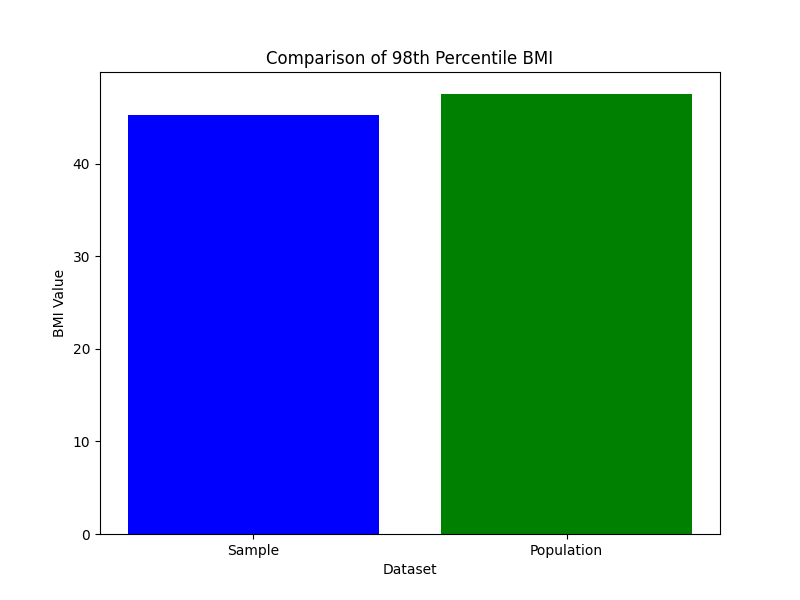 Comparison of 98th Percentile BMI
BMI Value
40
30
20
10
0
Sample
Population
Dataset